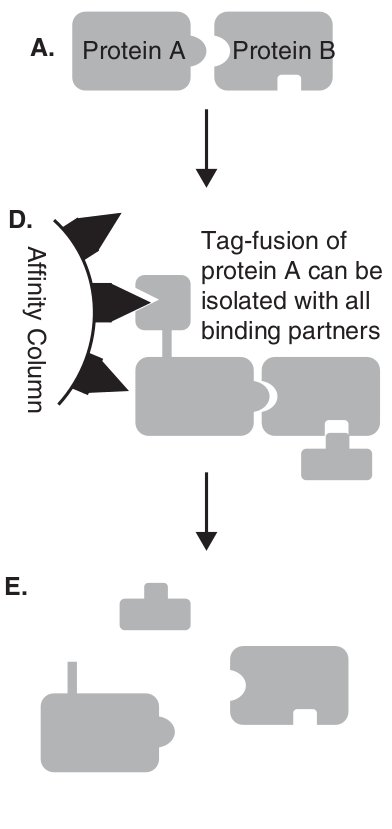 A.
Protein A
Protein B
D.
Affinity Column
Tag-fusion of
protein A can be
isolated with all
binding partners
E.